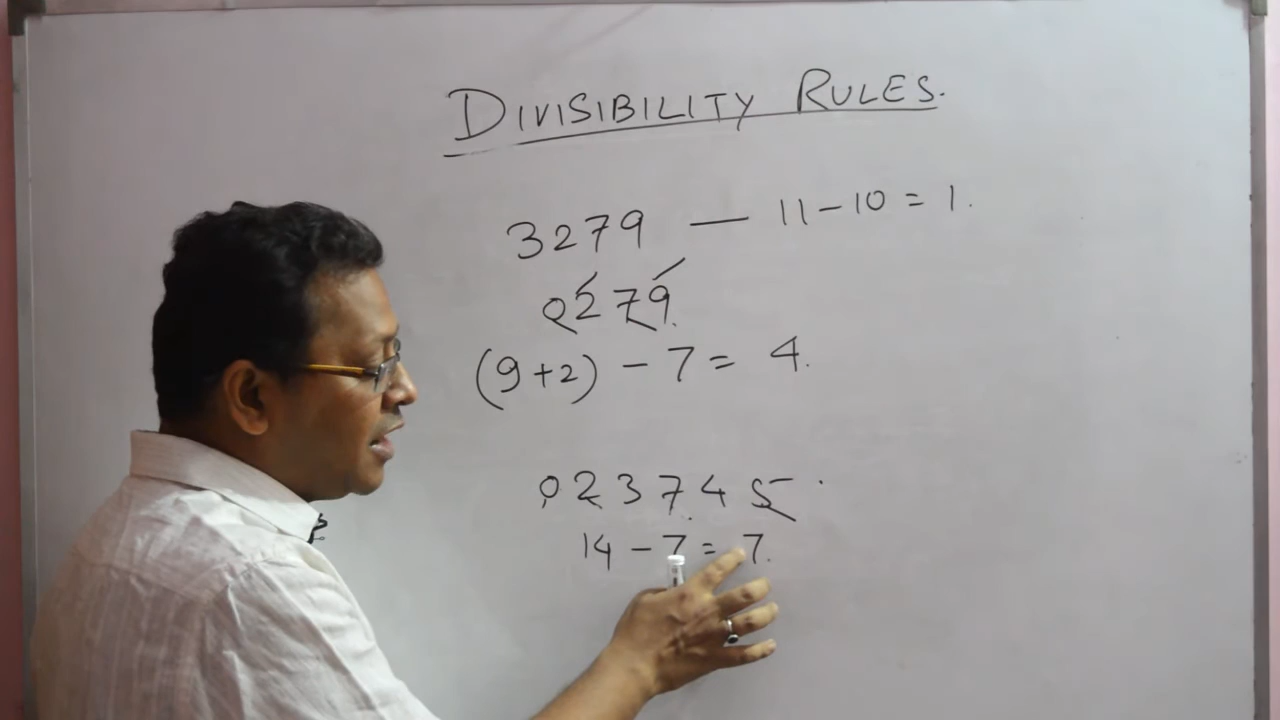 DIVISIBILITY RULES.
3279 — 11 - 10 = 1.
0279.
(9+2) - 7 = 4.
023745.
14 - 7 = 7.